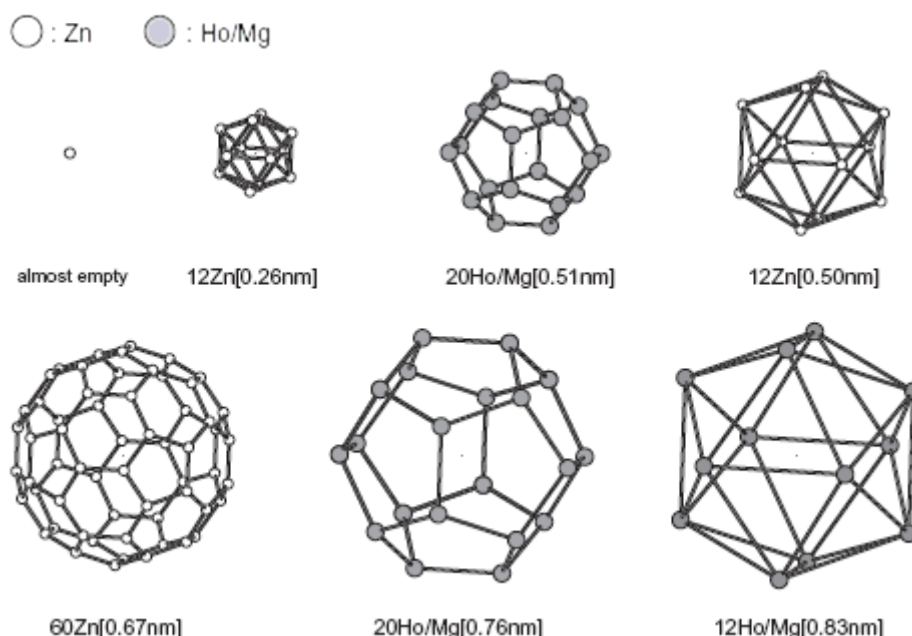 : Zn : Ho/Mg
almost empty 12Zn[0.26nm] 20Ho/Mg[0.51nm] 12Zn[0.50nm]
60Zn[0.67nm] 20Ho/Mg[0.76nm] 12Ho/Mg[0.83nm]